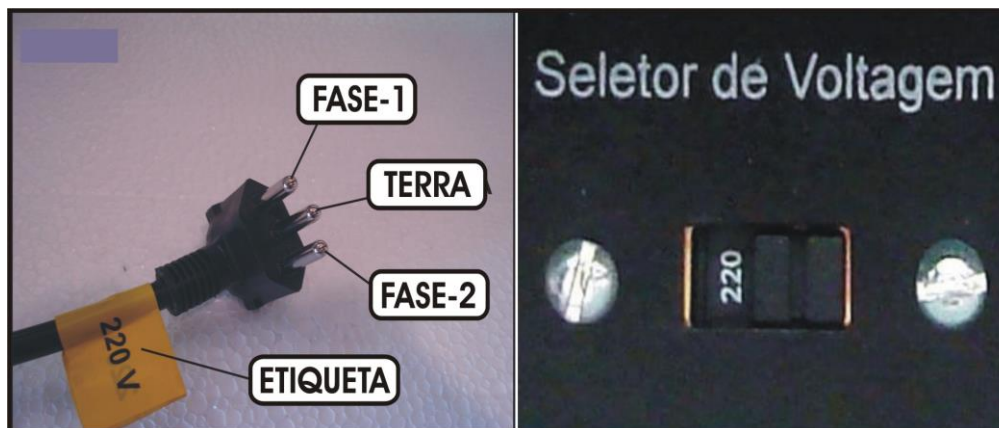 FASE-1
TERRA
FASE-2
220 V
ETIQUETA
Seletor de Voltagem
220